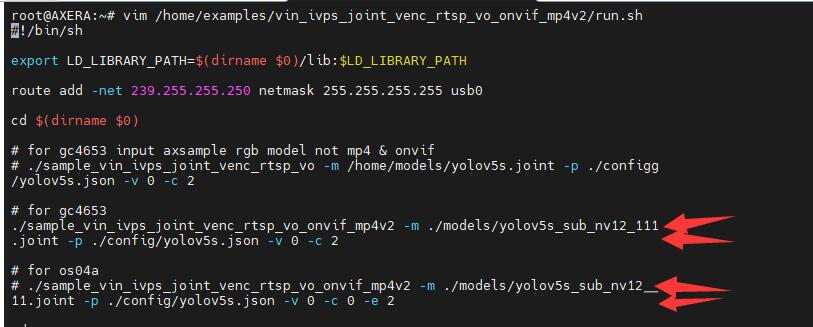 root@AXERA:~# vim /home/examples/vin_ivps_joint_venc_rtsp_vo_onvif_mp4v2/run.sh
#!/bin/sh
export LD_LIBRARY_PATH=$(dirname $0)/lib:$LD_LIBRARY_PATH
route add -net 239.255.255.250 netmask 255.255.255.255 usb0
cd $(dirname $0)
# for gc4653 input axsample rgb model not mp4 & onvif
# ./sample_vin_ivps_joint_venc_rtsp_vo -m /home/models/yolov5s.joint -p ./configg
/yolov5s.json -v 0 -c 2
# for gc4653
./sample_vin_ivps_joint_venc_rtsp_vo_onvif_mp4v2 -m ./models/yolov5s_sub_nv12_111
.joint -p ./config/yolov5s.json -v 0 -c 2
# for os04a
# ./sample_vin_ivps_joint_venc_rtsp_vo_onvif_mp4v2 -m ./models/yolov5s_sub_nv12__
11.joint -p ./config/yolov5s.json -v 0 -c 0 -e 2